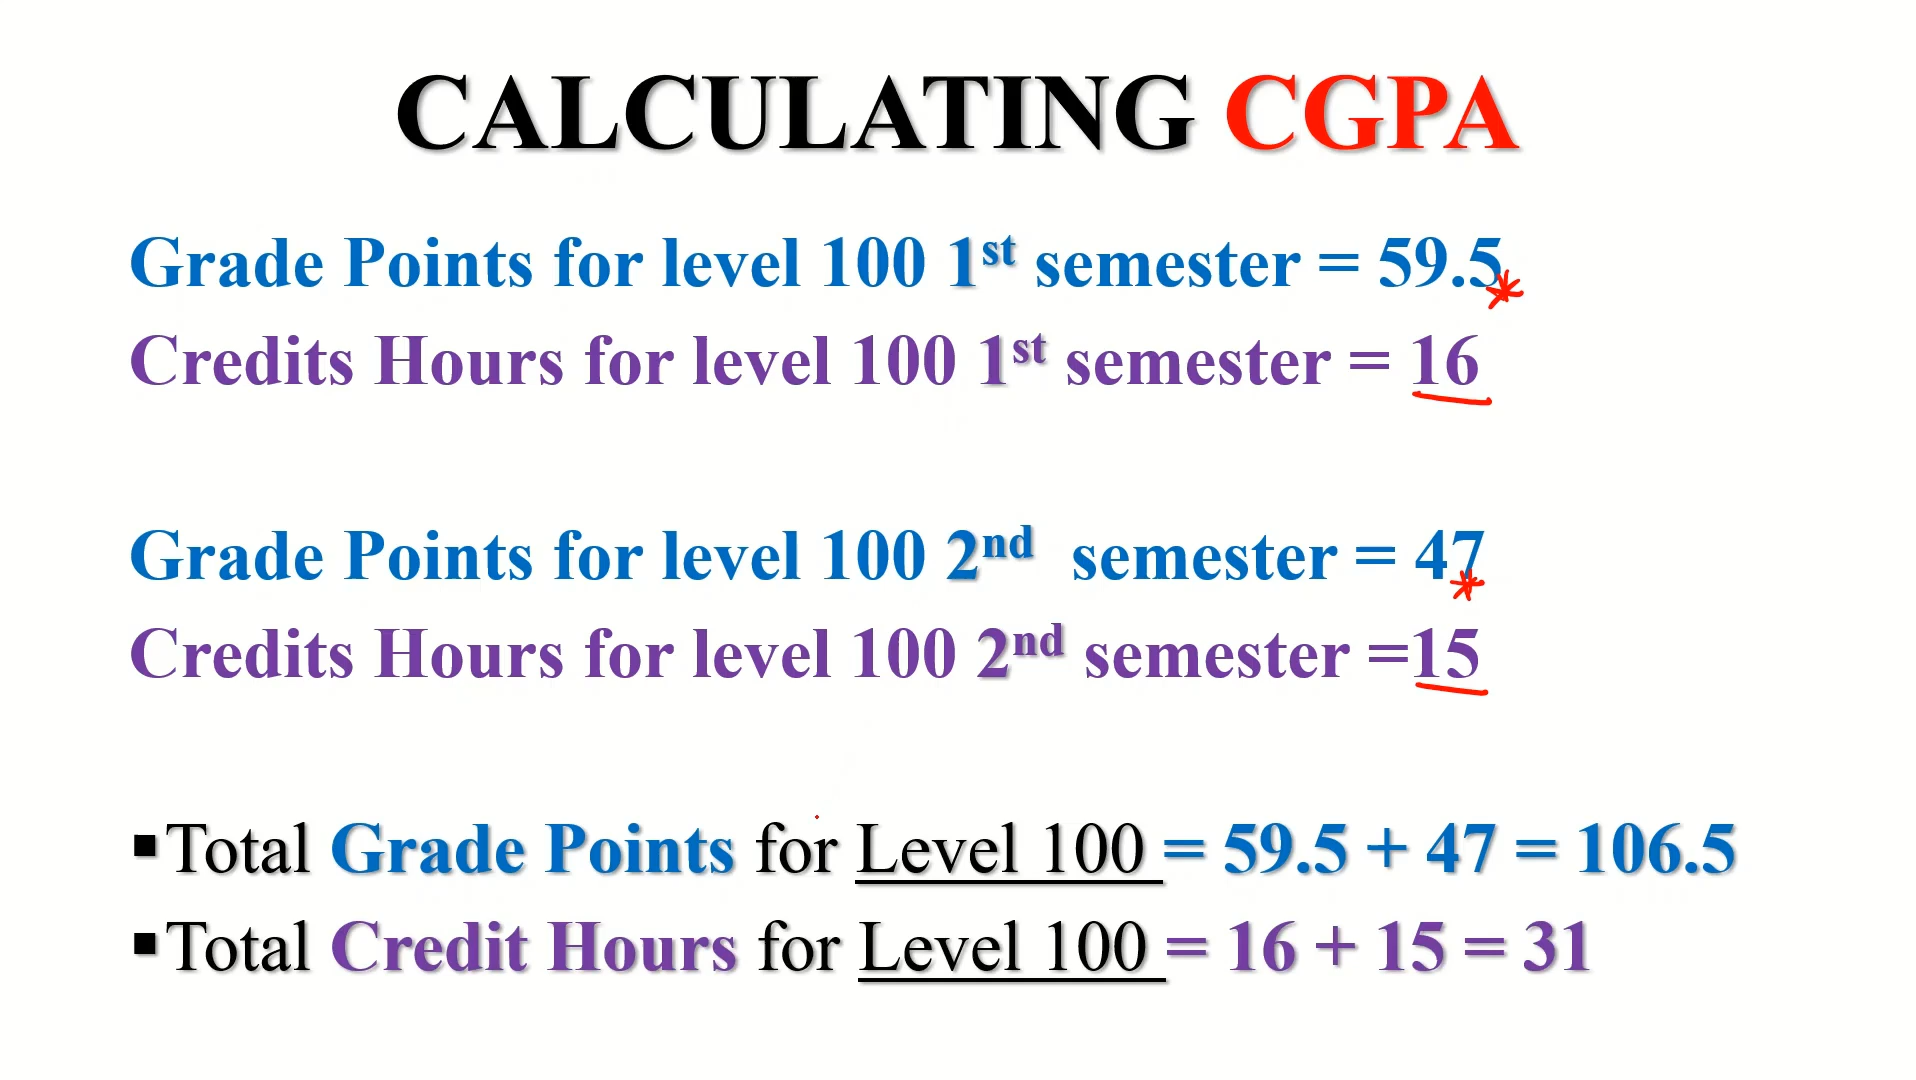 CALCULATING CGPA
Grade Points for level 100 1st semester = 59.5
Credits Hours for level 100 1st semester = 16
Grade Points for level 100 2nd  semester = 47
Credits Hours for level 100 2nd semester =15
▪Total Grade Points for Level 100 = 59.5 + 47 = 106.5
▪Total Credit Hours for Level 100 = 16 + 15 = 31